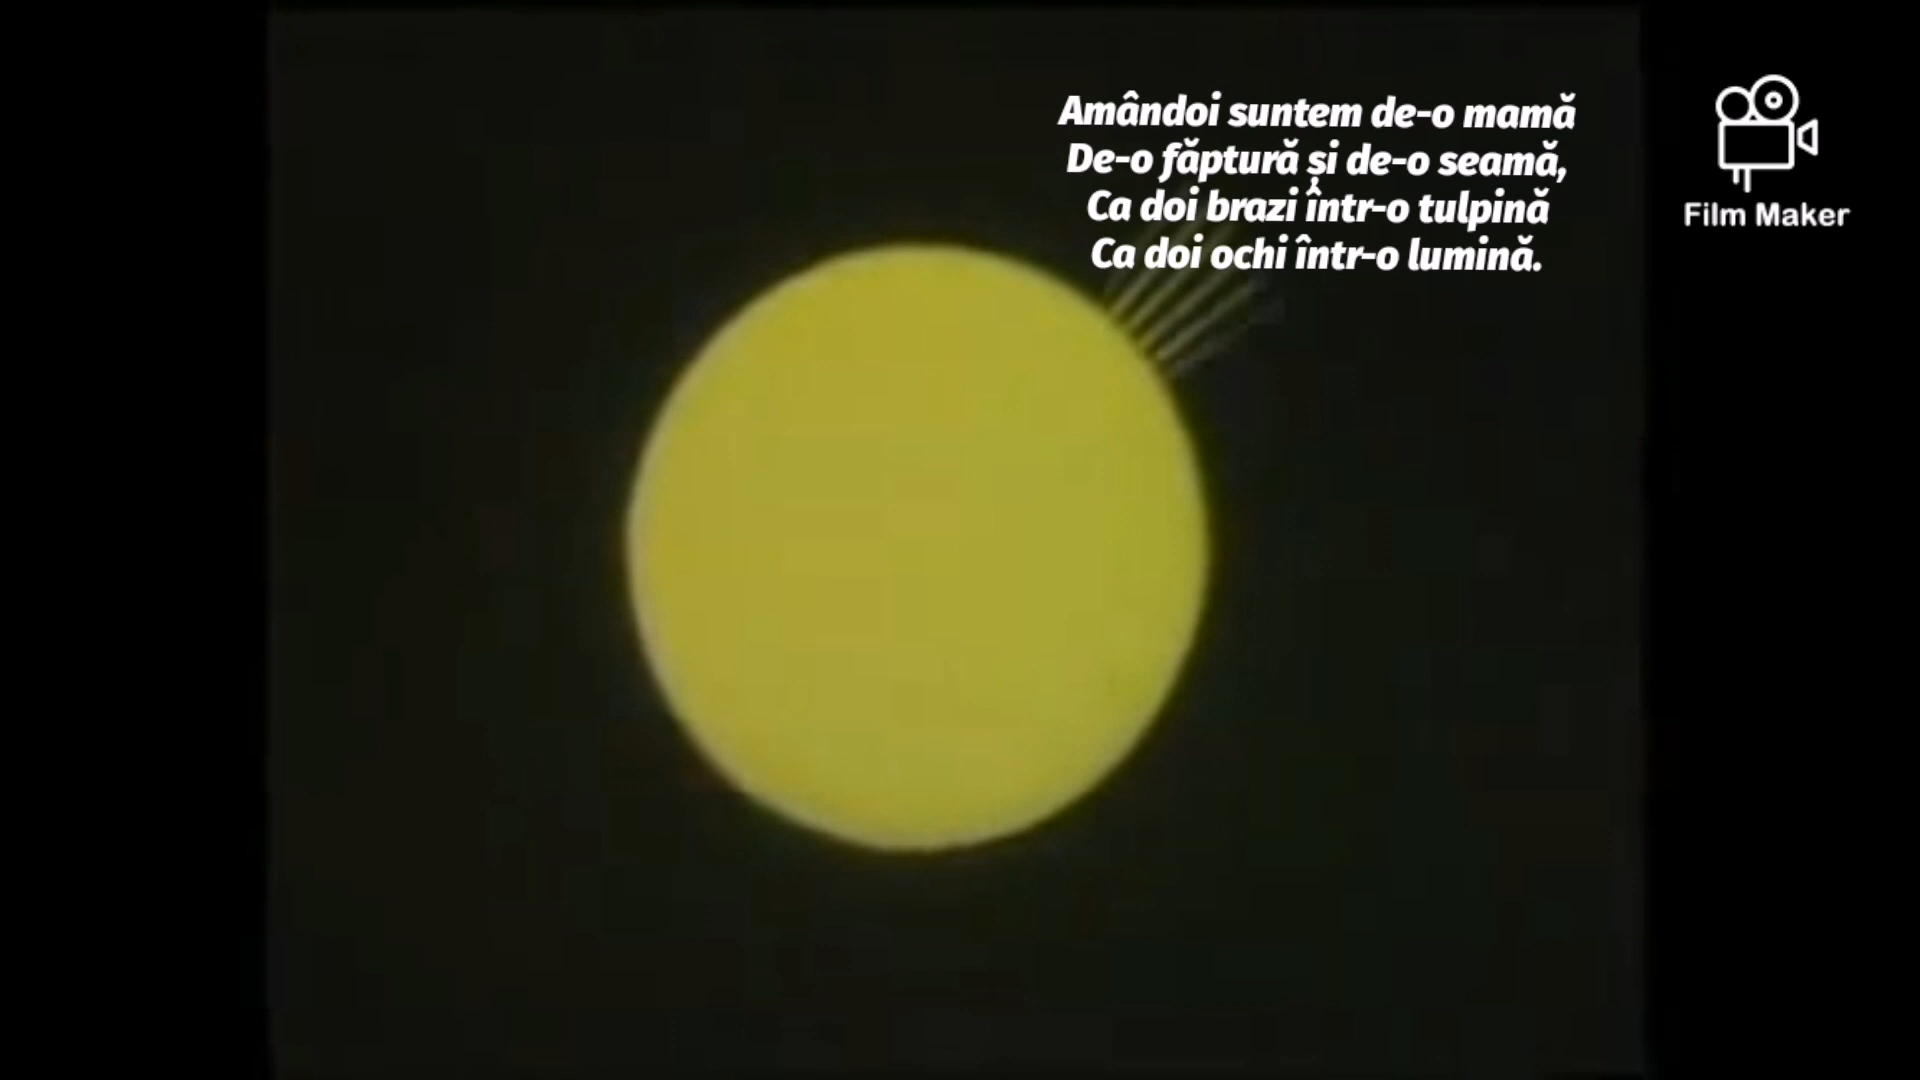 Amândoi suntem de-o mamă
De-o făptură și de-o seamă,
Ca doi brazi într-o tulpină
Ca doi ochi într-o lumină.
Film Maker